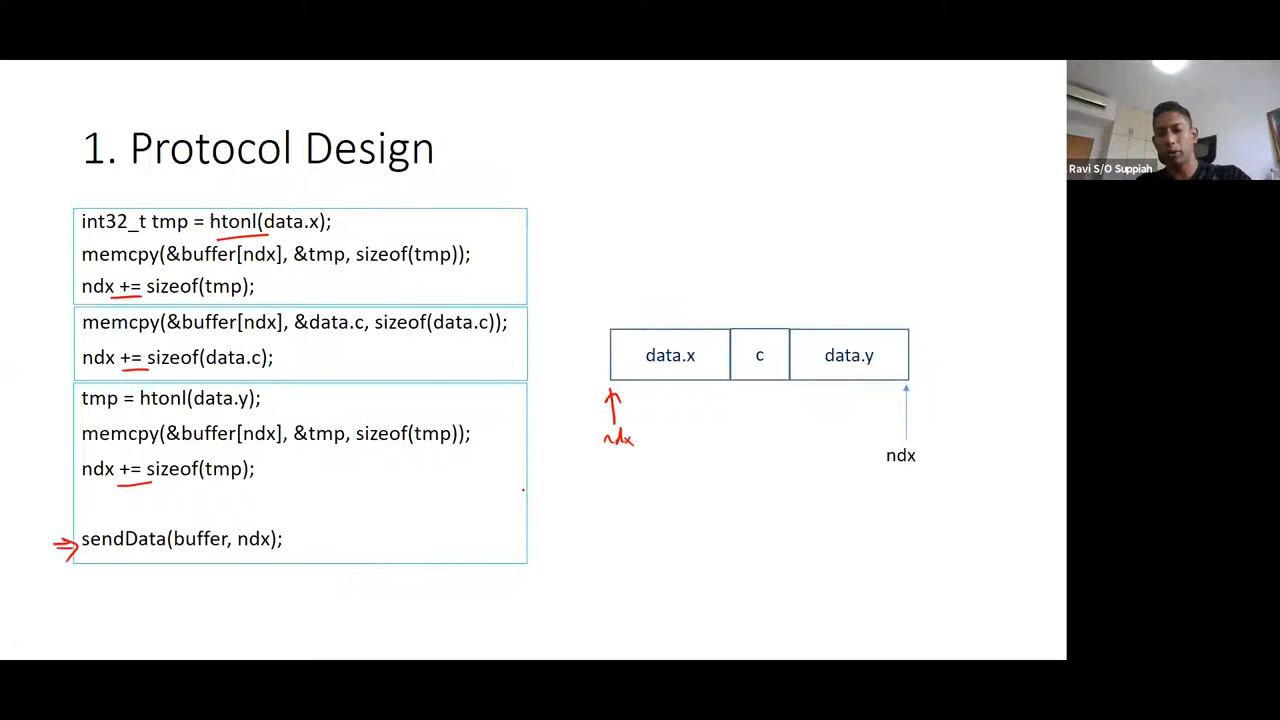 1. Protocol Design
int32_t tmp = htonl(data.x);
memcpy(&buffer[ndx], &tmp, sizeof(tmp));
ndx += sizeof(tmp);
memcpy(&buffer[ndx], &data.c, sizeof(data.c));
ndx += sizeof(data.c);
tmp = htonl(data.y);
memcpy(&buffer[ndx], &tmp, sizeof(tmp));
ndx += sizeof(tmp);
sendData(buffer, ndx);
data.x c data.y
ndx
ndx
Ravi S/O Suppiah